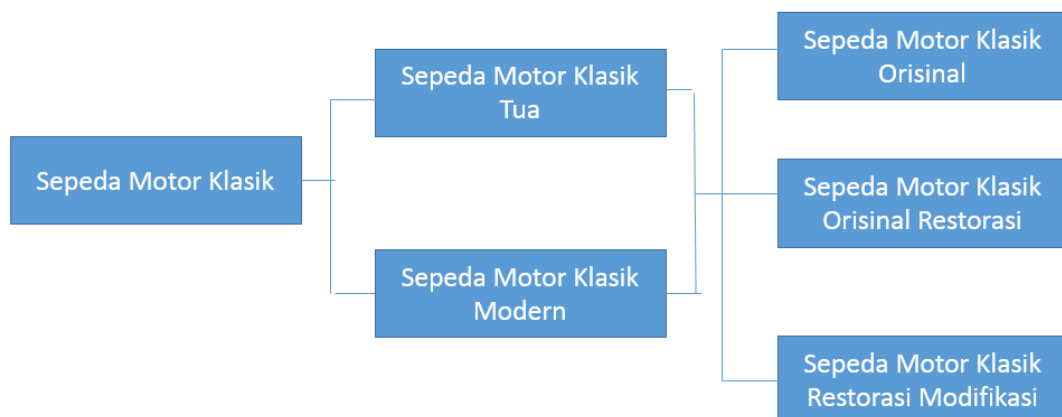 Sepeda Motor Klasik
Sepeda Motor Klasik
Tua
Sepeda Motor Klasik
Modern
Sepeda Motor Klasik
Orisinal
Sepeda Motor Klasik
Orisinal Restorasi
Sepeda Motor Klasik
Restorasi Modifikasi